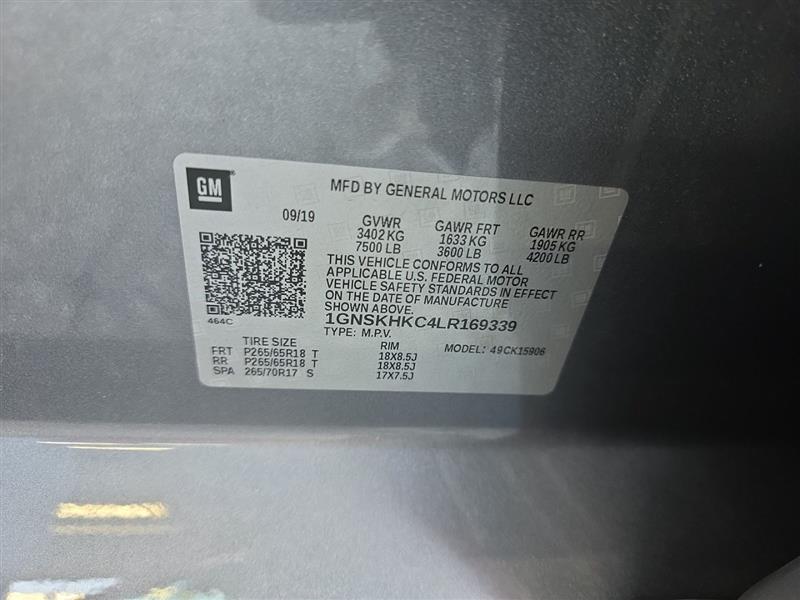 GM
MFD BY GENERAL MOTORS LLC
09/19
GVWR GAWR FRT GAWR RR
3402 KG 1633 KG 1905 KG
7500 LB 3600 LB 4200 LB
THIS VEHICLE CONFORMS TO ALL
APPLICABLE U.S. FEDERAL MOTOR
VEHICLE SAFETY STANDARDS IN EFFECT
ON THE DATE OF MANUFACTURE
SHOWN ABOVE.
464C
1GNSKHKC4LR169339
TYPE: M.P.V.
MODEL: 49CK15906
TIRE SIZE RIM
FRT P265/65R18 T 18X8.5J
RR P265/65R18 T 18X8.5J
SPA 265/70R17 S 17X7.5J